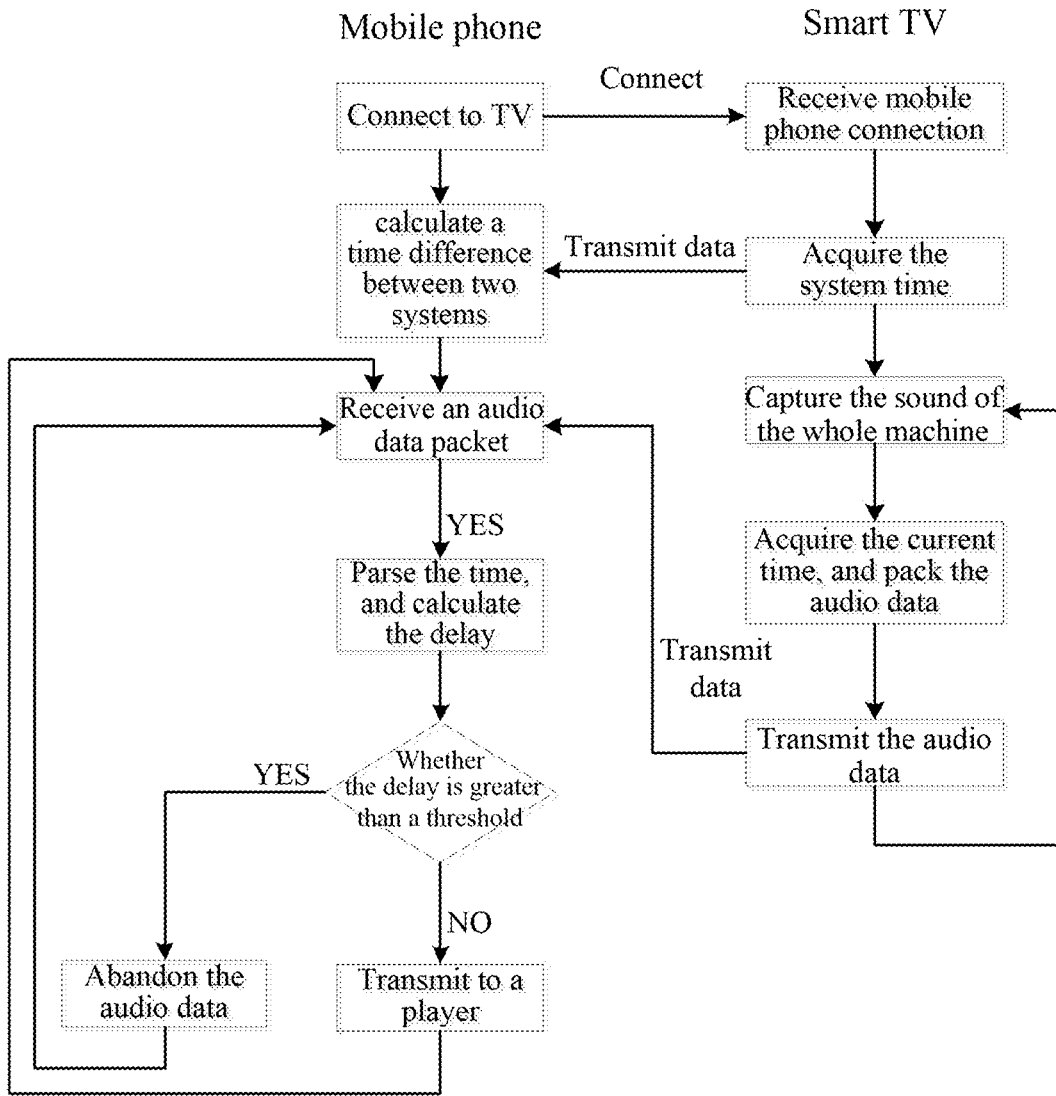 Mobile phone
Smart TV
Connect to TV
Connect
Receive mobile
phone connection
calculate a
time difference
between two
systems
Transmit data
Acquire the
system time
Receive an audio
data packet
Capture the sound of
the whole machine
YES
Parse the time,
and calculate
the delay
Acquire the current
time, and pack the
audio data
Transmit
data
Transmit the audio
data
Whether
the delay is greater
than a threshold
YES
NO
Abandon the
audio data
Transmit to a
player